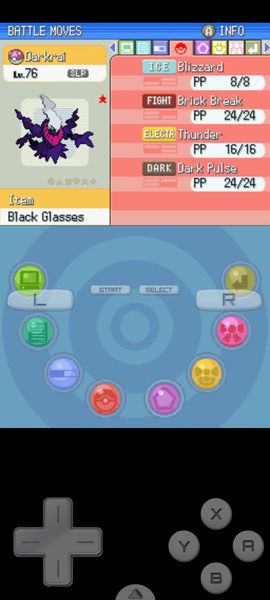 BATTLE MOVES
A INFO
Darkrai
Lv.76
SLP
Item
Black Glasses
ICE Blizzard
PP 8/8
FIGHT Brick Break
PP 24/24
ELECTR Thunder
PP 16/16
DARK Dark Pulse
PP 24/24
L
START
SELECT
R
X
Y
A
B